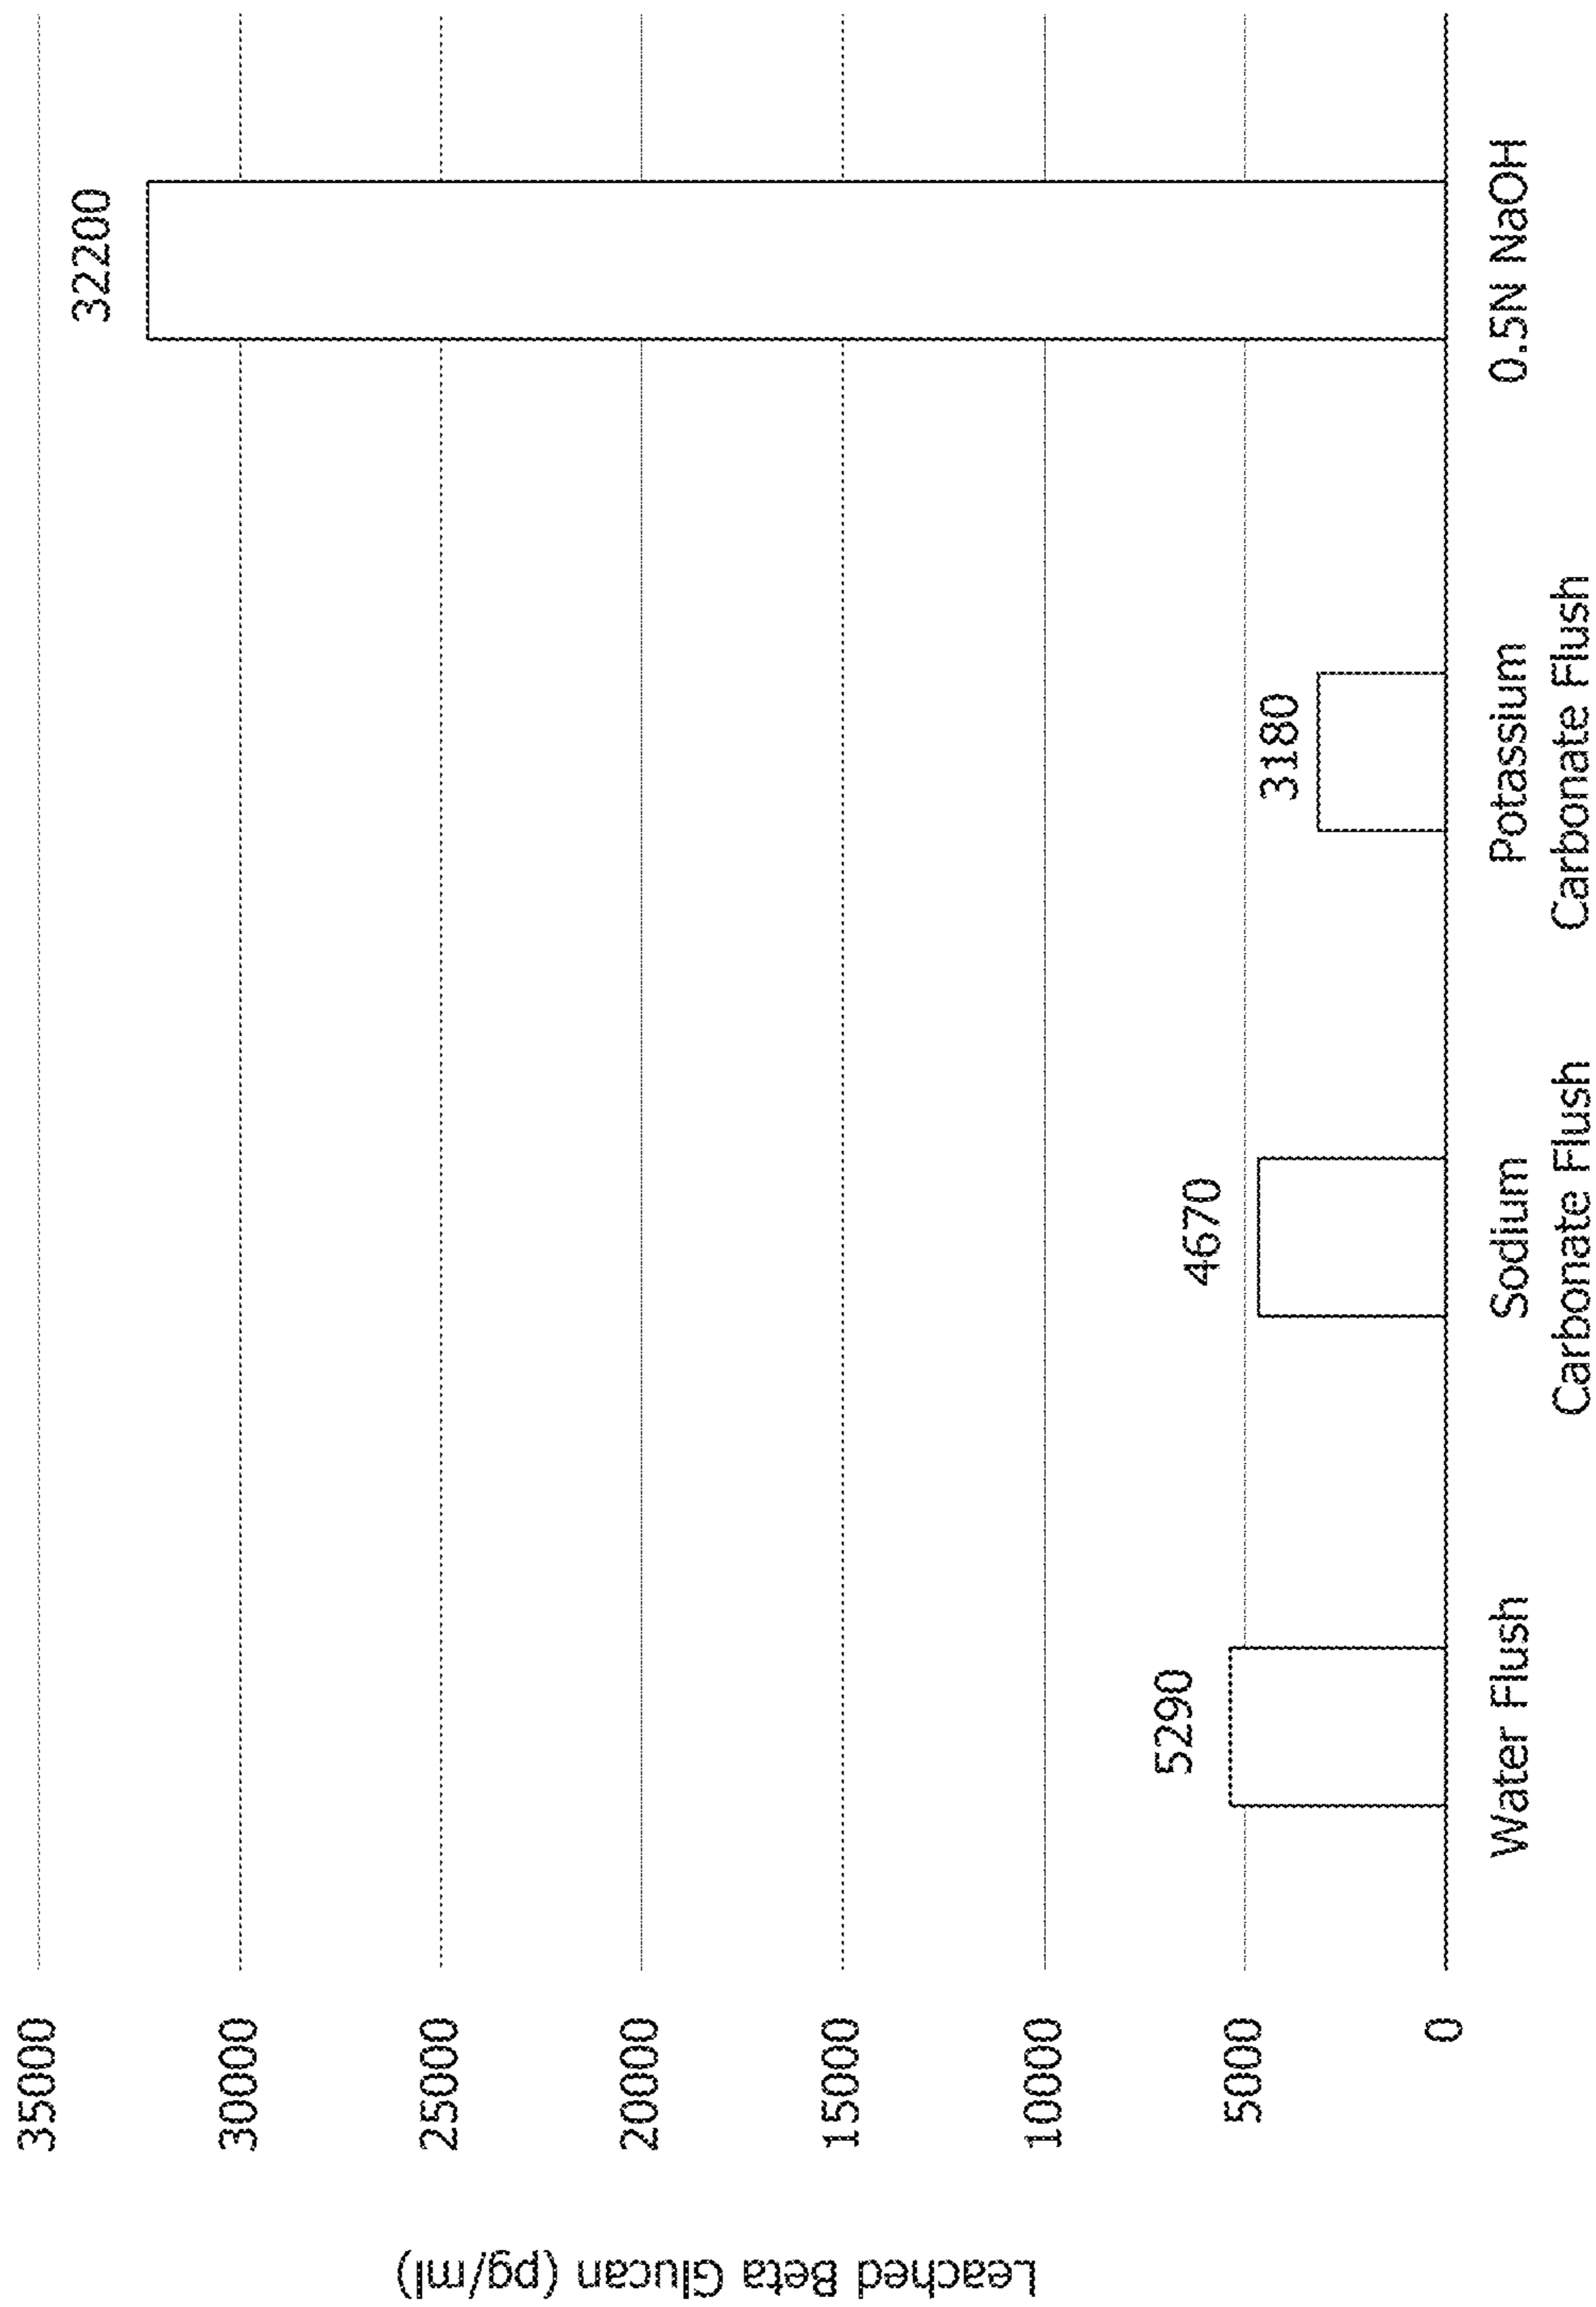 Leached Beta Glucan (pg/ml)
35000
30000
25000
20000
15000
10000
5000
0
5290
4670
3180
32200
Water Flush
Sodium
Carbonate Flush
Potassium
Carbonate Flush
0.5N NaOH